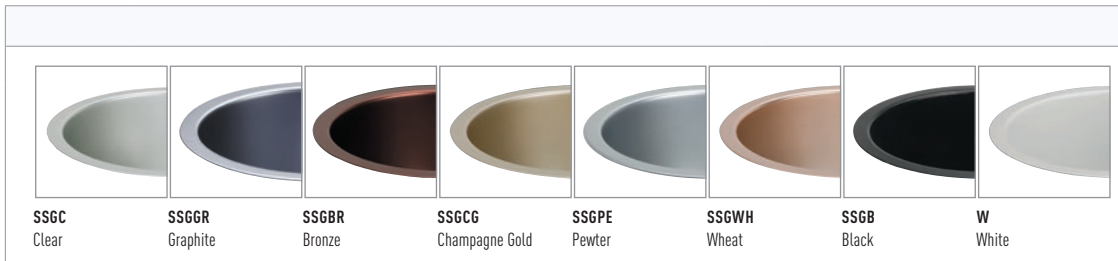 SSGC SSGGR SSGBR SSGCG SSGPE SSGWH SSGB W
Clear Graphite Bronze Champagne Gold Pewter Wheat Black White